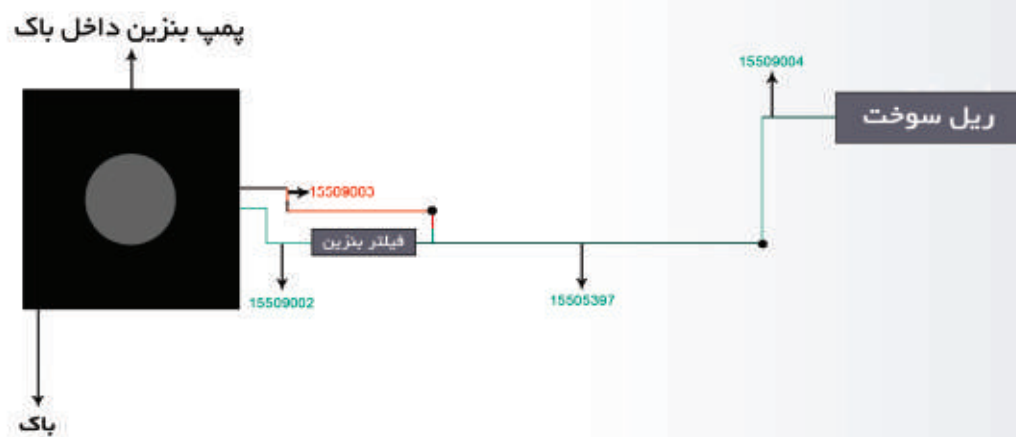 پمپ بنزین داخل باک
15509004
ریل سوخت
15509003
فیلتر بنزین
15509002
15505397
باک